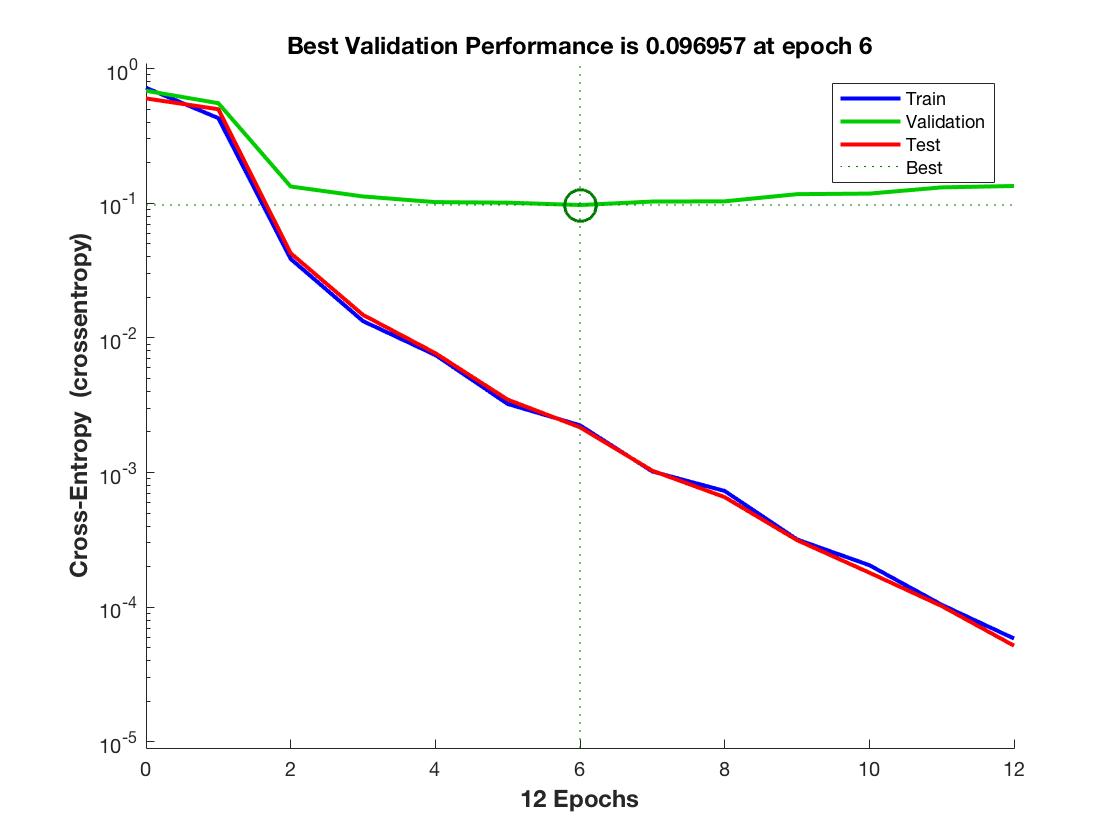 Best Validation Performance is 0.096957 at epoch 6
10^0
10^-1
10^-2
10^-3
10^-4
10^-5
Cross-Entropy (crossentropy)
Train
Validation
Test
Best
0 2 4 6 8 10 12
12 Epochs